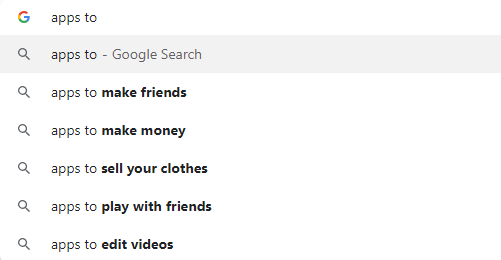 apps to
apps to - Google Search
apps to make friends
apps to make money
apps to sell your clothes
apps to play with friends
apps to edit videos